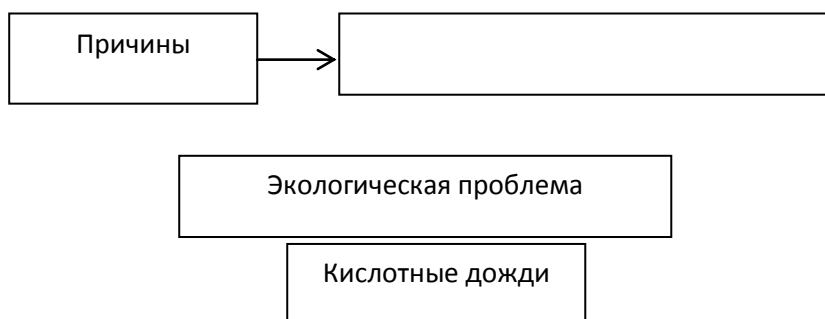 Причины
Экологическая проблема
Кислотные дожди